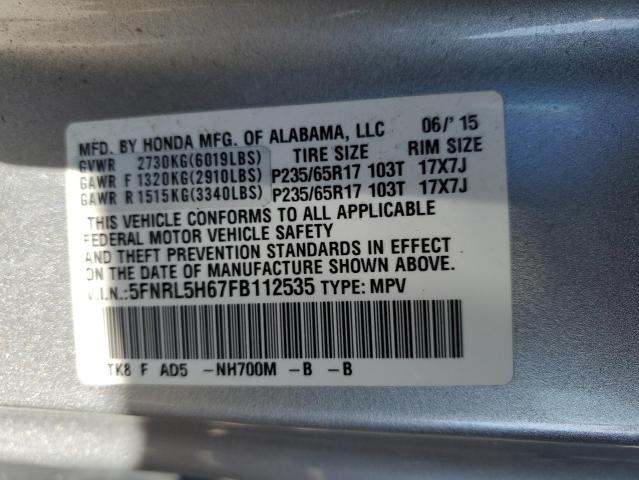 MFD. BY HONDA MFG. OF ALABAMA, LLC 06/'15
GVWR 2730KG(6019LBS) TIRE SIZE RIM SIZE
GAWR F 1320KG(2910LBS) P235/65R17 103T 17X7J
GAWR R 1515KG(3340LBS) P235/65R17 103T 17X7J
THIS VEHICLE CONFORMS TO ALL APPLICABLE
FEDERAL MOTOR VEHICLE SAFETY
AND THEFT PREVENTION STANDARDS IN EFFECT
ON THE DATE OF MANUFACTURE SHOWN ABOVE.
V.I.N.:5FNRL5H67FB112535 TYPE: MPV
TK8 F AD5 -NH700M -B -B